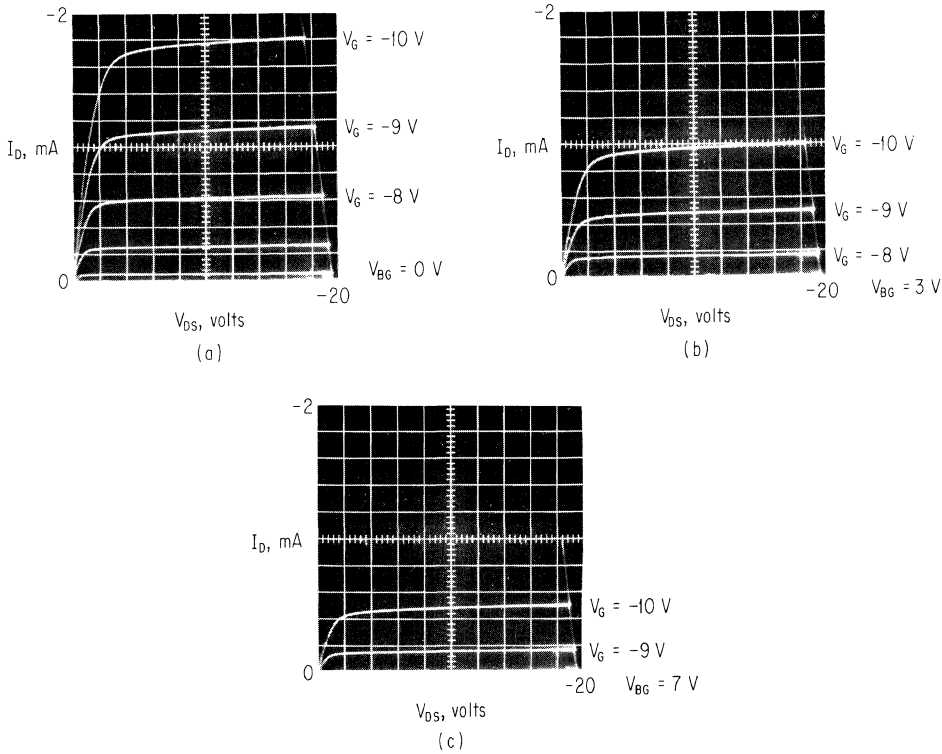 -2
V_G = -10 V
V_G = -9 V
I_D, mA
V_G = -8 V
V_BG = 0 V
0
-20
V_DS, volts
(a)
-2
I_D, mA
V_G = -10 V
V_G = -9 V
V_G = -8 V
0
-20
V_BG = 3 V
V_DS, volts
(b)
-2
I_D, mA
V_G = -10 V
V_G = -9 V
0
-20
V_BG = 7 V
V_DS, volts
(c)